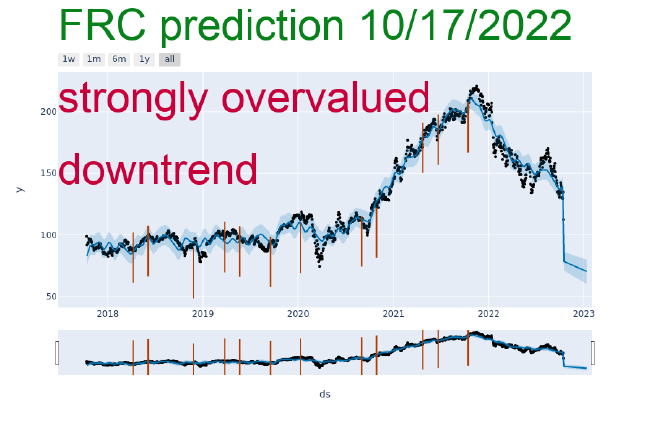 FRC prediction 10/17/2022
1w 1m 6m 1y all
strongly overvalued
200
downtrend
150
y
100
50
2018 2019 2020 2021 2022 2023
ds